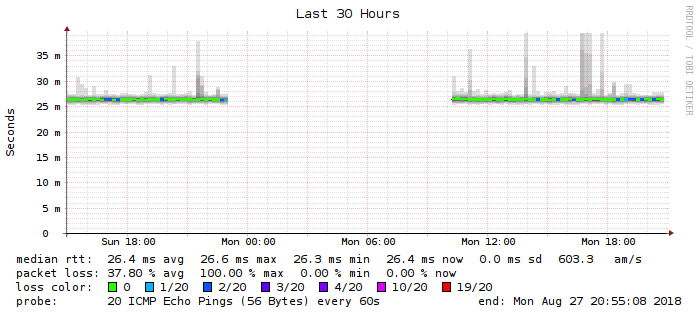 Last 30 Hours
RRDTOOL / TOBI OETIKER
Seconds
35 m
30 m
25 m
20 m
15 m
10 m
5 m
0
Sun 18:00 Mon 00:00 Mon 06:00 Mon 12:00 Mon 18:00
median rtt: 26.4 ms avg 26.6 ms max 26.3 ms min 26.4 ms now 0.0 ms sd 603.3 am/s
packet loss: 37.80 % avg 100.00 % max 0.00 % min 0.00 % now
loss color: 0 1/20 2/20 3/20 4/20 10/20 19/20
probe: 20 ICMP Echo Pings (56 Bytes) every 60s end: Mon Aug 27 20:55:08 2018